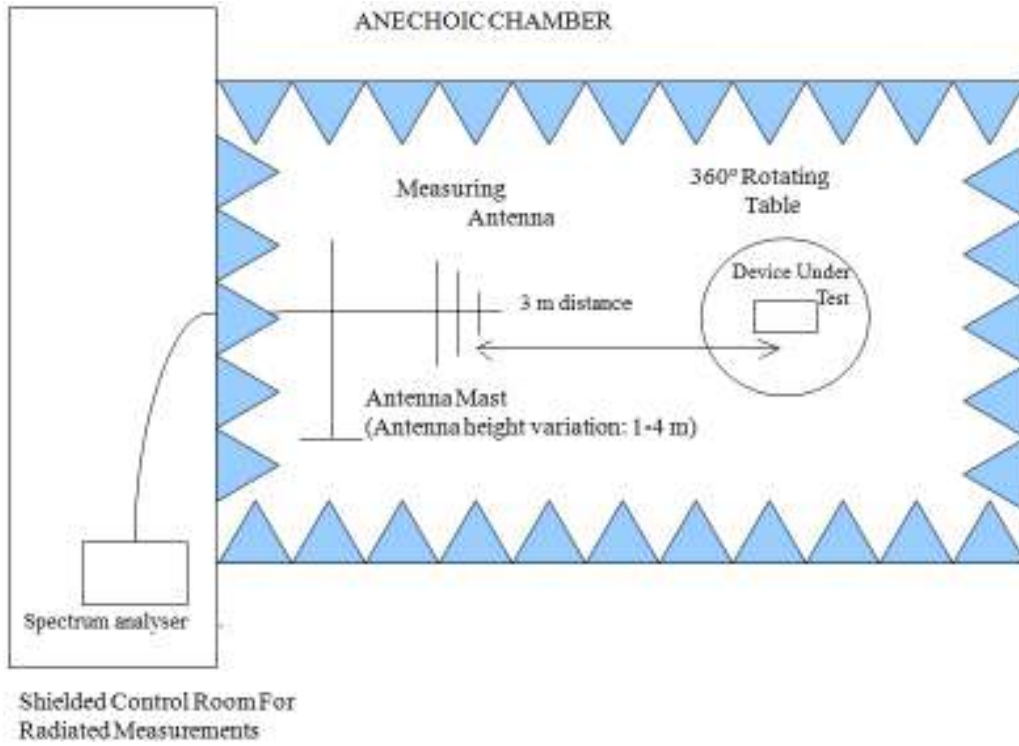 ANECHOIC CHAMBER
Measuring
Antenna
360º Rotating
Table
Device Under
Test
3 m distance
Antenna Mast
(Antenna height variation: 1-4 m)
Spectrum analyser
Shielded Control Room For
Radiated Measurements